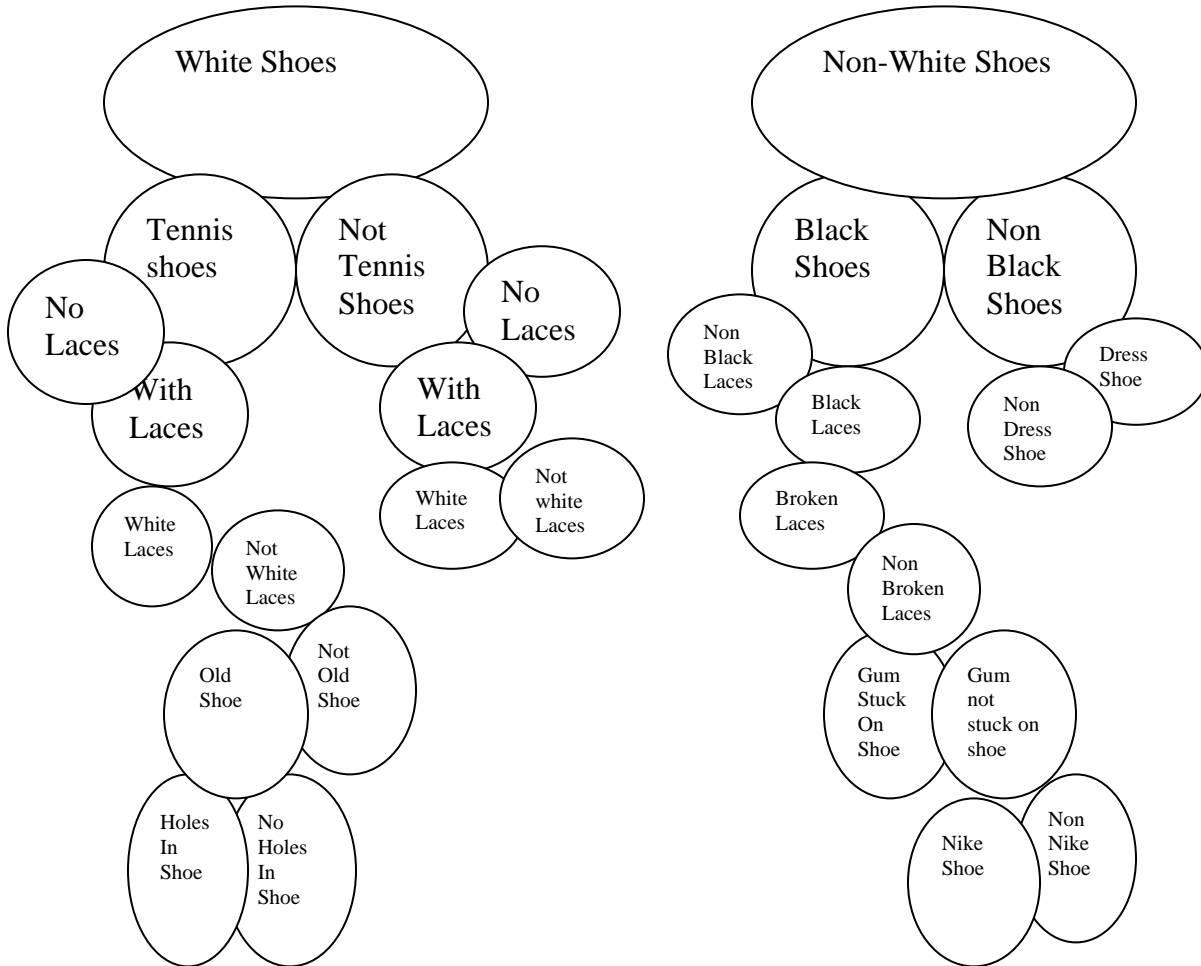 White Shoes
Non-White Shoes
Tennis
shoes
Not
Tennis
Shoes
No
Laces
No
Laces
With
Laces
With
Laces
White
Laces
Not
white
Laces
White
Laces
Not
White
Laces
Old
Shoe
Not
Old
Shoe
Holes
In
Shoe
No
Holes
In
Shoe
Black
Shoes
Non
Black
Shoes
Non
Black
Laces
Black
Laces
Dress
Shoe
Non
Dress
Shoe
Broken
Laces
Non
Broken
Laces
Gum
Stuck
On
Shoe
Gum
not
stuck on
shoe
Nike
Shoe
Non
Nike
Shoe